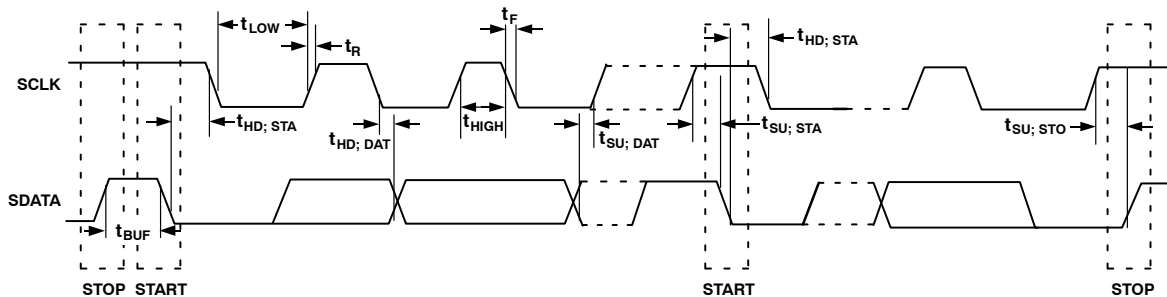 tLOW
tR
tF
tHD; STA
SCLK
tHD; STA
tHD; DAT
tHIGH
tSU; DAT
tSU; STA
tSU; STO
SDATA
tBUF
STOP START START STOP